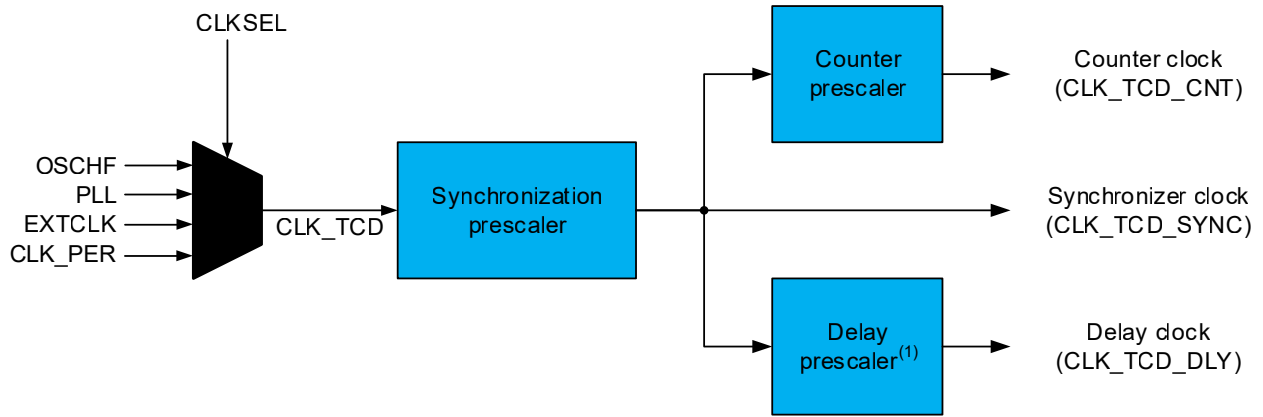 CLKSEL
OSCHF
PLL
EXTCLK
CLK_PER
CLK_TCD
Synchronization
prescaler
Counter
prescaler
Counter clock
(CLK_TCD_CNT)
Synchronizer clock
(CLK_TCD_SYNC)
Delay
prescaler(1)
Delay clock
(CLK_TCD_DLY)